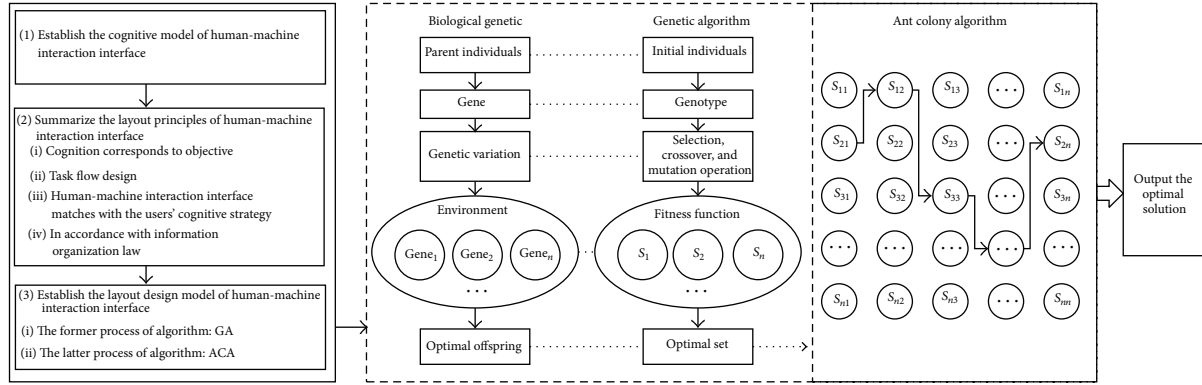 (1) Establish the cognitive model of human-machine
interaction interface
(2) Summarize the layout principles of human-machine
interaction interface
(i) Cognition corresponds to objective
(ii) Task flow design
(iii) Human-machine interaction interface
matches with the users' cognitive strategy
(iv) In accordance with information
organization law
(3) Establish the layout design model of human-machine
interaction interface
(i) The former process of algorithm: GA
(ii) The latter process of algorithm: ACA
Biological genetic
Parent individuals
Gene
Genetic variation
Environment
Gene1 Gene2 Genen
...
Optimal offspring
Genetic algorithm
Initial individuals
Genotype
Selection,
crossover, and
mutation operation
Fitness function
S1 S2 Sn
...
Optimal set
Ant colony algorithm
S11 S12 S13 ... S1n
S21 S22 S23 ... S2n
S31 S32 S33 ... S3n
... ... ... ... ...
Sn1 Sn2 Sn3 ... Snn
Output the
optimal
solution